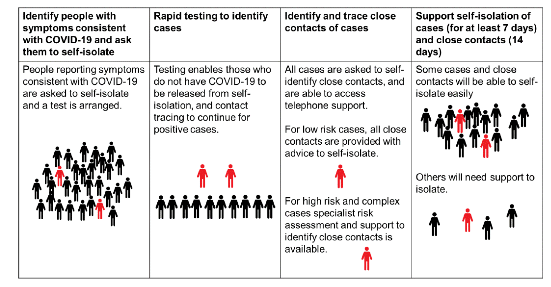 Identify people with
symptoms consistent
with COVID-19 and ask
them to self-isolate
People reporting symptoms
consistent with COVID-19
are asked to self-isolate
and a test is arranged.
Rapid testing to identify
cases
Testing enables those who
do not have COVID-19 to
be released from self-
isolation, and contact
tracing to continue for
positive cases.
Identify and trace close
contacts of cases
All cases are asked to self-
identify close contacts, and
are able to access
telephone support.
For low risk cases, all close
contacts are provided with
advice to self-isolate.
For high risk and complex
cases specialist risk
assessment and support to
identify close contacts is
available.
Support self-isolation of
cases (for at least 7 days)
and close contacts (14
days)
Some cases and close
contacts will be able to self-
isolate easily
Others will need support to
isolate.